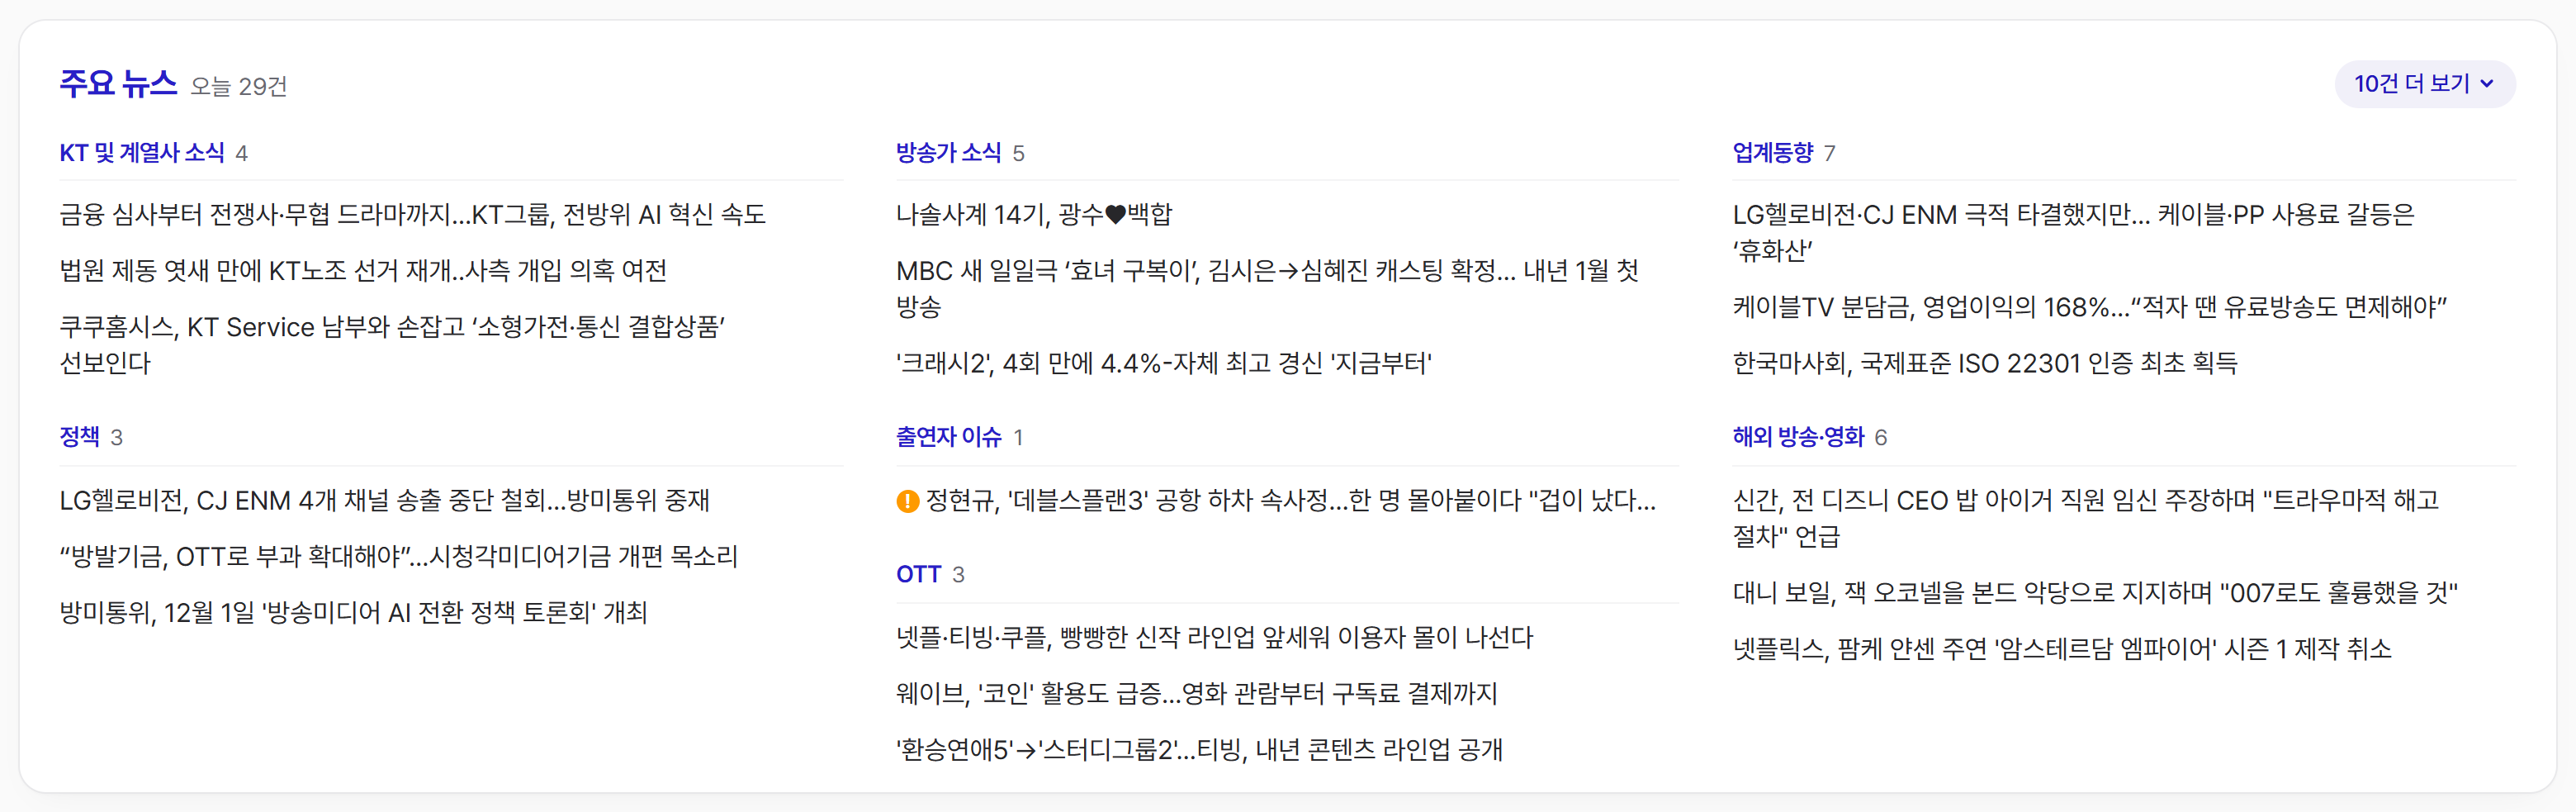 주요 뉴스 오늘 29건
10건 더 보기
KT 및 계열사 소식 4
금융 심사부터 전쟁사·무협 드라마까지...KT그룹, 전방위 AI 혁신 속도
법원 제동 엿새 만에 KT노조 선거 재개..사측 개입 의혹 여전
쿠쿠홈시스, KT Service 남부와 손잡고 ‘소형가전·통신 결합상품’
선보인다
방송가 소식 5
나솔사계 14기, 광수♥백합
MBC 새 일일극 ‘효녀 구복이’, 김시은→심혜진 캐스팅 확정... 내년 1월 첫
방송
'크래시2', 4회 만에 4.4%-자체 최고 경신 '지금부터'
업계동향 7
LG헬로비전·CJ ENM 극적 타결했지만... 케이블·PP 사용료 갈등은
‘휴화산’
케이블TV 분담금, 영업이익의 168%...“적자 땐 유료방송도 면제해야”
한국마사회, 국제표준 ISO 22301 인증 최초 획득
정책 3
LG헬로비전, CJ ENM 4개 채널 송출 중단 철회...방미통위 중재
“방발기금, OTT로 부과 확대해야”...시청각미디어기금 개편 목소리
방미통위, 12월 1일 '방송미디어 AI 전환 정책 토론회' 개최
출연자 이슈 1
정현규, '데블스플랜3' 공항 하차 속사정...한 명 몰아붙이다 "겁이 났다...
OTT 3
넷플·티빙·쿠플, 빵빵한 신작 라인업 앞세워 이용자 몰이 나선다
웨이브, '코인' 활용도 급증...영화 관람부터 구독료 결제까지
'환승연애5'→'스터디그룹2'...티빙, 내년 콘텐츠 라인업 공개
해외 방송·영화 6
신간, 전 디즈니 CEO 밥 아이거 직원 임신 주장하며 "트라우마적 해고
절차" 언급
대니 보일, 잭 오코넬을 본드 악당으로 지지하며 "007로도 훌륭했을 것"
넷플릭스, 팜케 얀센 주연 '암스테르담 엠파이어' 시즌 1 제작 취소